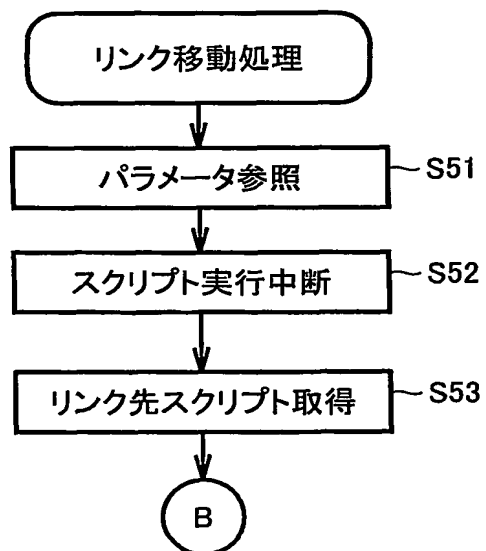 リンク移動処理
パラメータ参照
S51
スクリプト実行中断
S52
リンク先スクリプト取得
S53
B